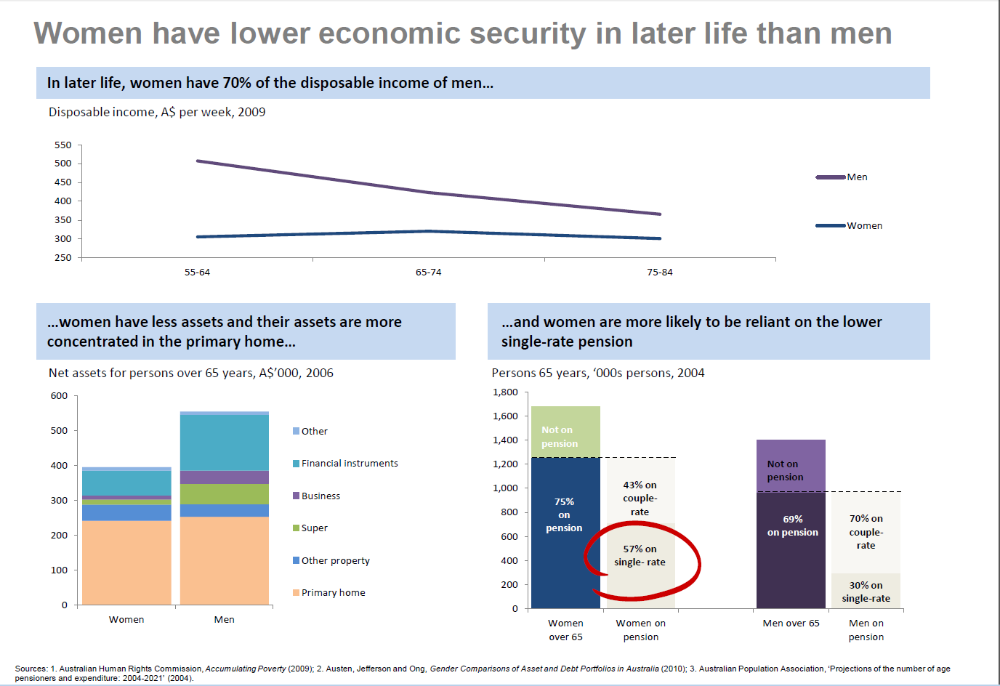 Women have lower economic security in later life than men
In later life, women have 70% of the disposable income of men...
Disposable income, A$ per week, 2009
550
500
450
400
350
300
250
55-64
65-74
75-84
Men
Women
...women have less assets and their assets are more
concentrated in the primary home...
Net assets for persons over 65 years, A$’000, 2006
600
500
400
300
200
100
0
Women
Men
Other
Financial instruments
Business
Super
Other property
Primary home
...and women are more likely to be reliant on the lower
single-rate pension
Persons 65 years, ‘000s persons, 2004
1,800
1,600
1,400
1,200
1,000
800
600
400
200
0
Not on
pension
75%
on
pension
43% on
couple-
rate
57% on
single- rate
Not on
pension
69%
on pension
70% on
couple-
rate
30% on
single-rate
Women
over 65
Women on
pension
Men over 65
Men on
pension
Sources: 1. Australian Human Rights Commission, Accumulating Poverty (2009); 2. Austen, Jefferson and Ong, Gender Comparisons of Asset and Debt Portfolios in Australia (2010); 3. Australian Population Association, ‘Projections of the number of age
pensioners and expenditure: 2004-2021’ (2004).